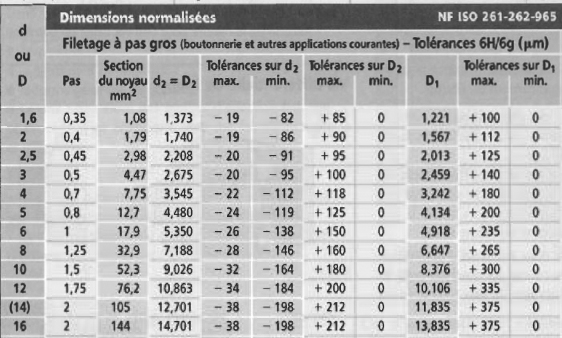 d ou D Dimensions normalisées NF ISO 261-262-965
Filetage à pas gros (boutonnerie et autres applications courantes) – Tolérances 6H/6g (µm)
Pas Section du noyau mm² d₂ = D₂ Tolérances sur d₂ max. min. Tolérances sur D₂ max. min. D₁ Tolérances sur D₁ max. min.
1,6 0,35 1,08 1,373 – 19 – 82 + 85 0 1,221 + 100 0
2 0,4 1,79 1,740 – 19 – 86 + 90 0 1,567 + 112 0
2,5 0,45 2,98 2,208 – 20 – 91 + 95 0 2,013 + 125 0
3 0,5 4,47 2,675 – 20 – 95 + 100 0 2,459 + 140 0
4 0,7 7,75 3,545 – 22 – 112 + 118 0 3,242 + 180 0
5 0,8 12,7 4,480 – 24 – 119 + 125 0 4,134 + 200 0
6 1 17,9 5,350 – 26 – 138 + 150 0 4,918 + 235 0
8 1,25 32,9 7,188 – 28 – 146 + 160 0 6,647 + 265 0
10 1,5 52,3 9,026 – 32 – 164 + 180 0 8,376 + 300 0
12 1,75 76,2 10,863 – 34 – 184 + 200 0 10,106 + 335 0
(14) 2 105 12,701 – 38 – 198 + 212 0 11,835 + 375 0
16 2 144 14,701 – 38 – 198 + 212 0 13,835 + 375 0